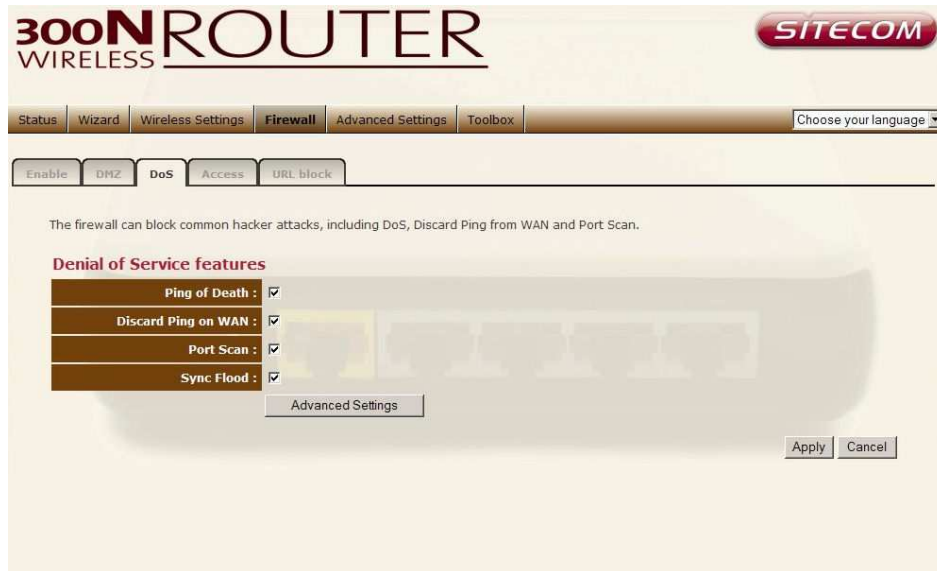 300N ROUTER
WIRELESS
SITECOM
Status Wizard Wireless Settings Firewall Advanced Settings Toolbox Choose your language
Enable DMZ DoS Access URL block
The firewall can block common hacker attacks, including DoS, Discard Ping from WAN and Port Scan.
Denial of Service features
Ping of Death :
Discard Ping on WAN :
Port Scan :
Sync Flood :
Advanced Settings
Apply Cancel